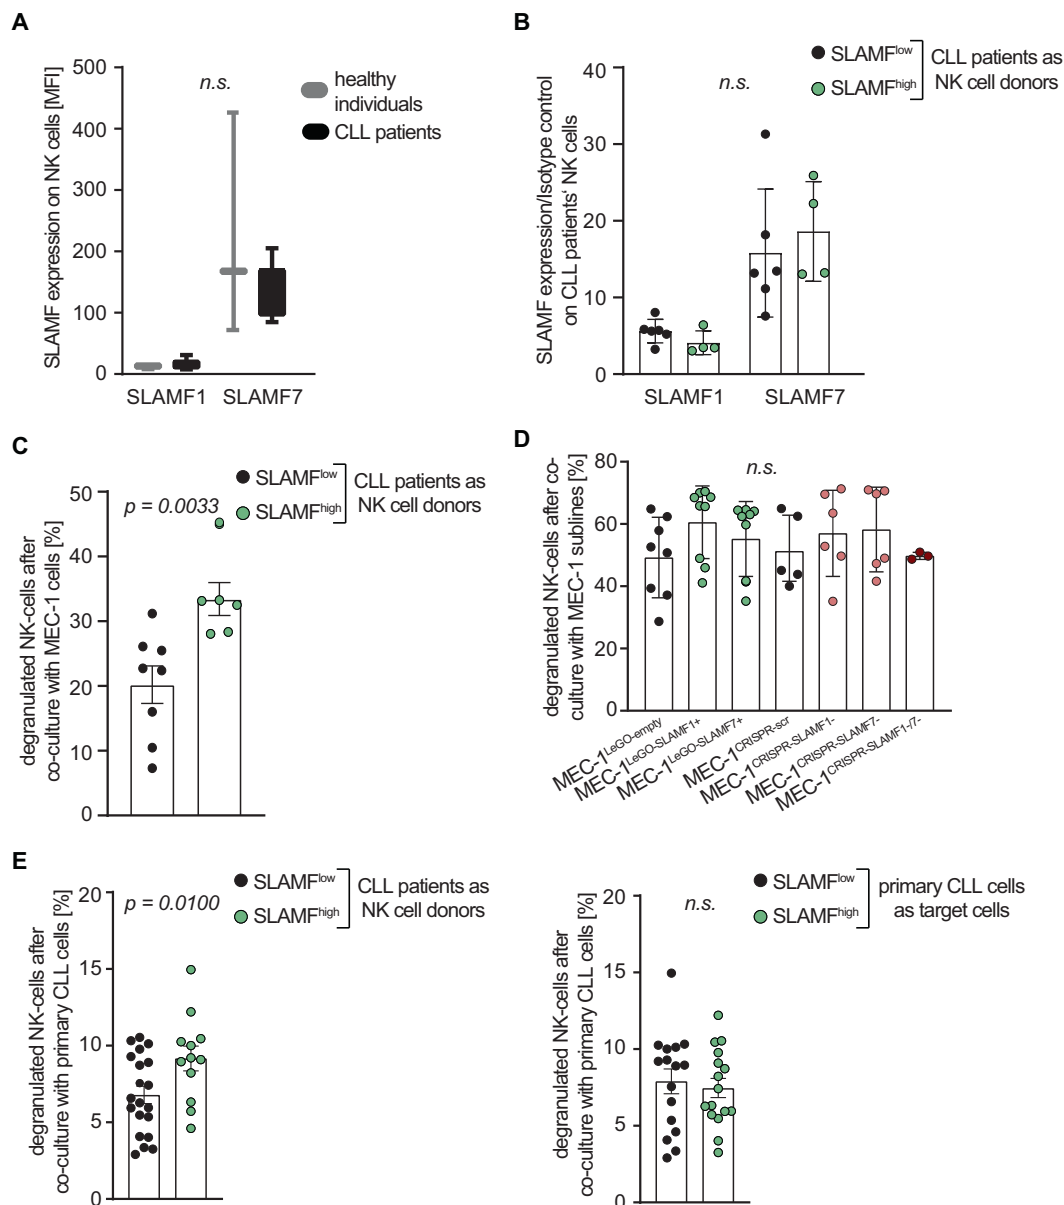 A
SLAMF expression on NK cells [MFI]
500
400
300
200
100
0
n.s.
healthy
individuals
CLL patients
SLAMF1
SLAMF7
B
SLAMF expression/Isotype control
on CLL patients‘ NK cells
40
30
20
10
0
n.s.
SLAMFlow
SLAMFhigh
CLL patients as
NK cell donors
SLAMF1
SLAMF7
C
degranulated NK-cells after
co-culture with MEC-1 cells [%]
50
40
30
20
10
0
p = 0.0033
SLAMFlow
SLAMFhigh
CLL patients as
NK cell donors
D
degranulated NK-cells after co-
culture with MEC-1 sublines [%]
80
60
40
20
0
n.s.
MEC-1LeGO-empty
MEC-1LeGO-SLAMF1+
MEC-1LeGO-SLAMF7+
MEC-1CRISPR-scr
MEC-1CRISPR-SLAMF1-
MEC-1CRISPR-SLAMF7-
MEC-1CRISPR-SLAMF1-/7-
E
degranulated NK-cells after
co-culture with primary CLL cells [%]
20
15
10
5
0
p = 0.0100
SLAMFlow
SLAMFhigh
CLL patients as
NK cell donors
degranulated NK-cells after
co-culture with primary CLL cells [%]
20
15
10
5
0
n.s.
SLAMFlow
SLAMFhigh
primary CLL cells
as target cells